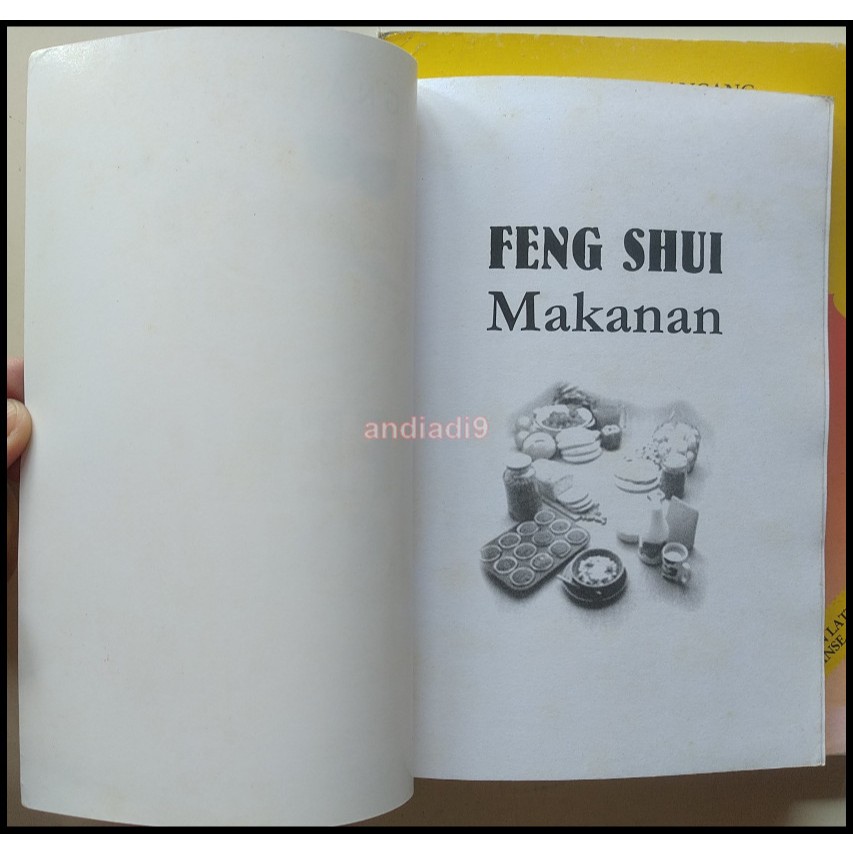 FENG SHUI
Makanan
andiadi9